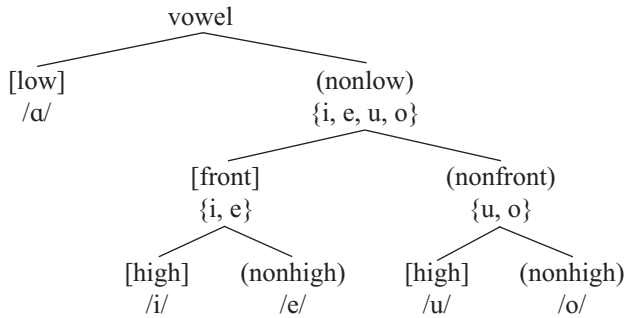 vowel
[low] (nonlow)
/ɑ/ {i, e, u, o}
[front] (nonfront)
{i, e} {u, o}
[high] (nonhigh) [high] (nonhigh)
/i/ /e/ /u/ /o/